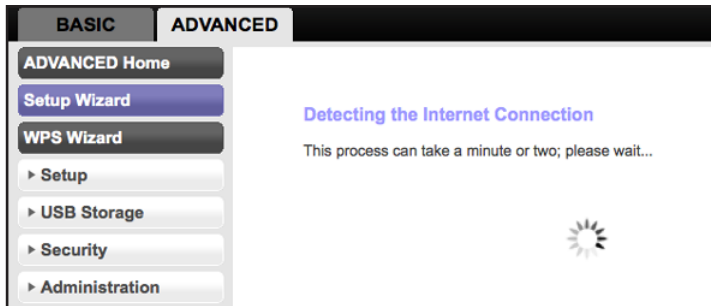 BASIC
ADVANCED
ADVANCED Home
Setup Wizard
WPS Wizard
Setup
USB Storage
Security
Administration
Detecting the Internet Connection
This process can take a minute or two; please wait...